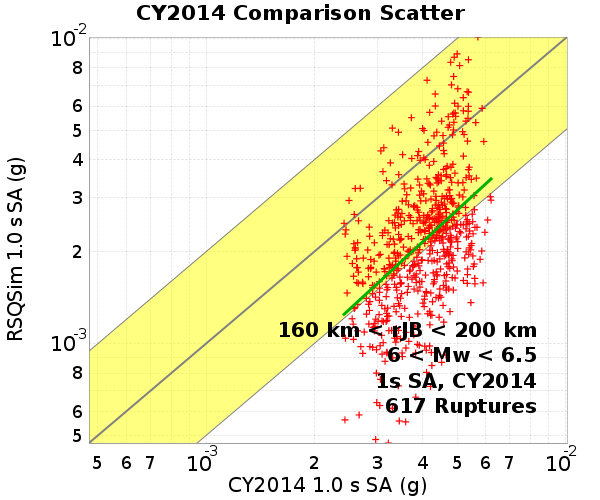 CY2014 Comparison Scatter
10-2
8
6
5
4
3
2
10-3
8
6
5
RSQSim 1.0 s SA (g)
160 km < rJB < 200 km
6 < Mw < 6.5
1s SA, CY2014
617 Ruptures
5 6 7 10-3 2 3 4 5 6 7 10-2
CY2014 1.0 s SA (g)